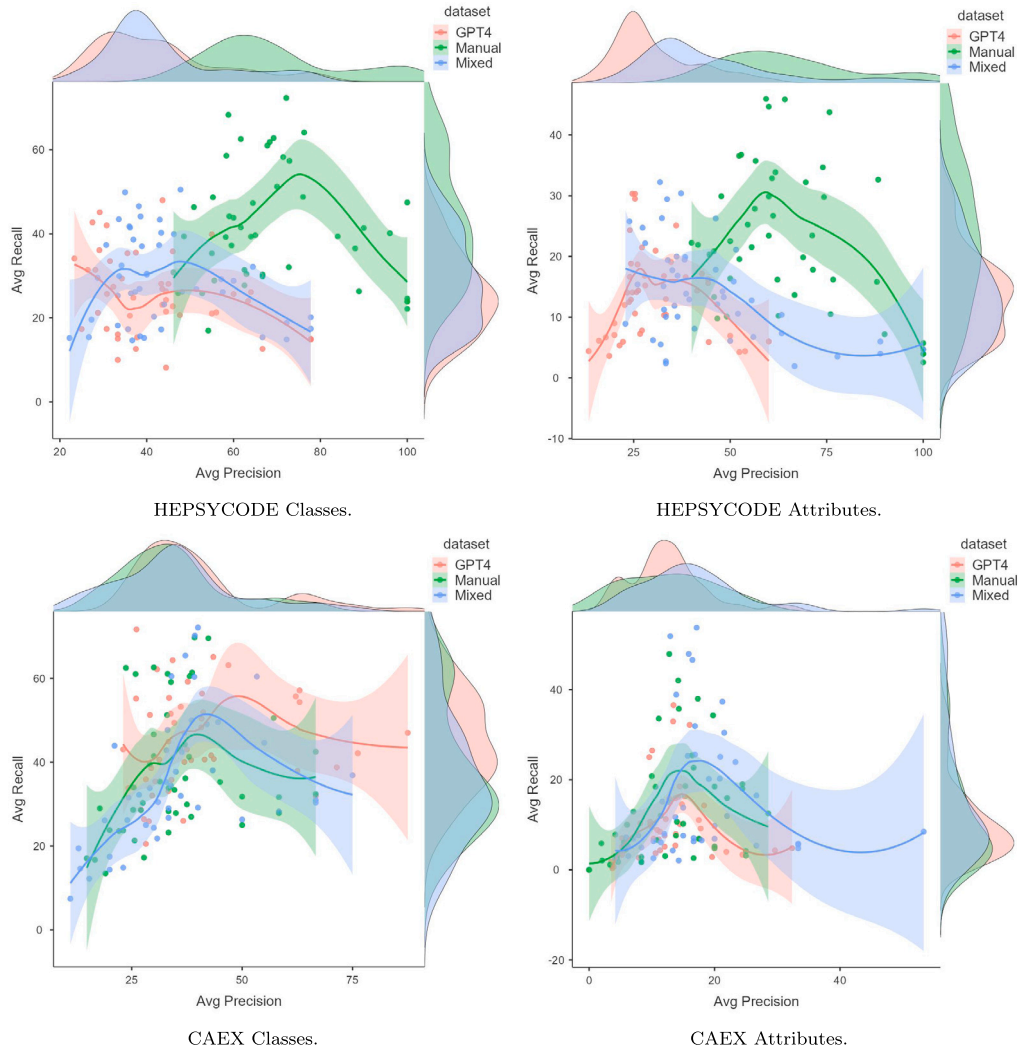 dataset
GPT4
Manual
Mixed
60
40
20
0
Avg Recall
20
40
60
80
100
Avg Precision
HEPSYCODE Classes.
dataset
GPT4
Manual
Mixed
40
30
20
10
0
-10
Avg Recall
25
50
75
100
Avg Precision
HEPSYCODE Attributes.
dataset
GPT4
Manual
Mixed
60
40
20
0
Avg Recall
25
50
75
Avg Precision
CAEX Classes.
dataset
GPT4
Manual
Mixed
40
20
0
-20
Avg Recall
0
20
40
Avg Precision
CAEX Attributes.